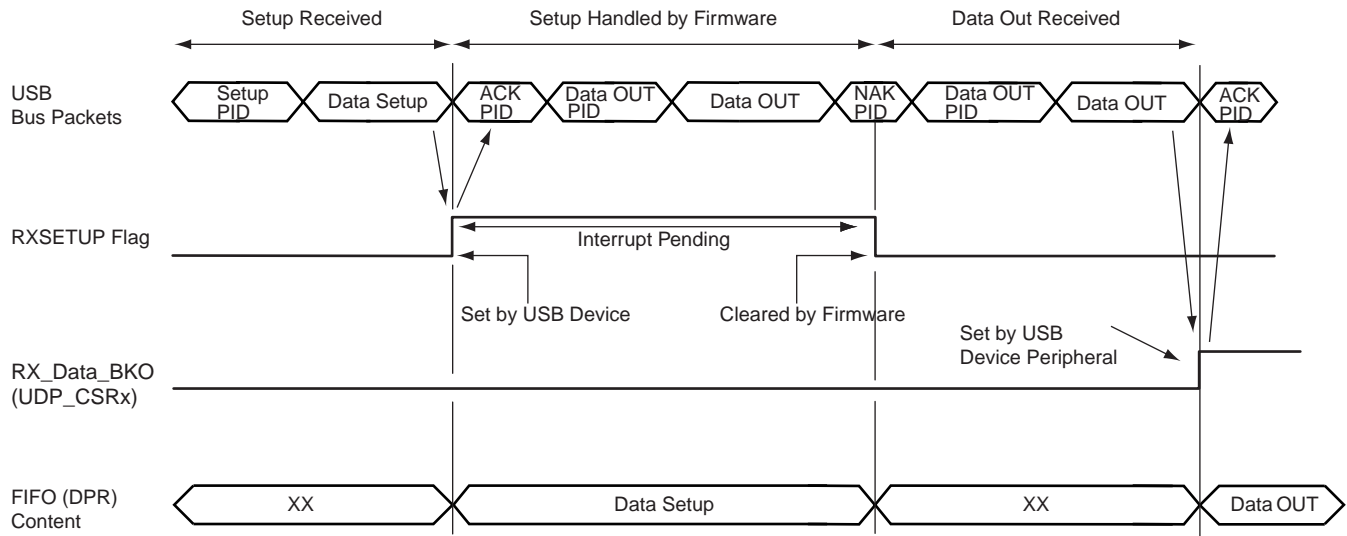 Setup Received
Setup Handled by Firmware
Data Out Received
USB
Bus Packets
Setup
PID
Data Setup
ACK
PID
Data OUT
PID
Data OUT
NAK
PID
Data OUT
PID
Data OUT
ACK
PID
RXSETUP Flag
Interrupt Pending
Set by USB Device
Cleared by Firmware
Set by USB
Device Peripheral
RX_Data_BKO
(UDP_CSRx)
FIFO (DPR)
Content
XX
Data Setup
XX
Data OUT